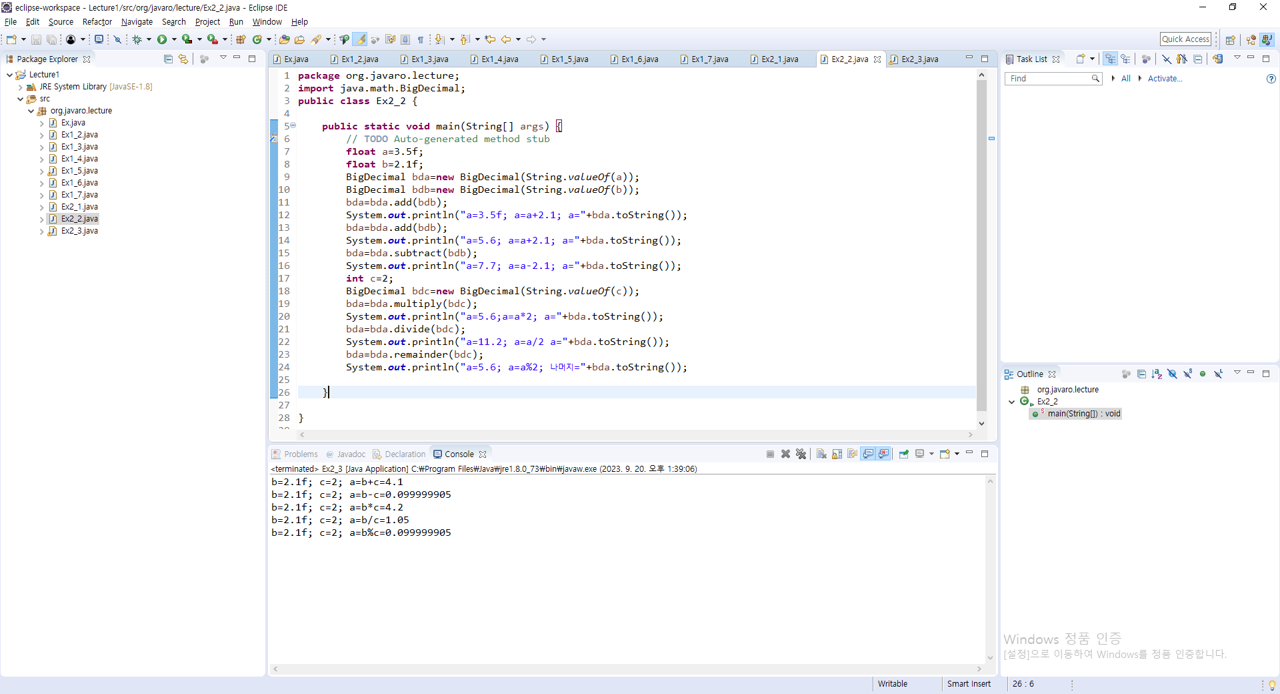 eclipse-workspace - Lecture1/src/org/javaro/lecture/Ex2_2.java - Eclipse IDE
File Edit Source Refactor Navigate Search Project Run Window Help
Quick Access
Package Explorer
Lecture1
JRE System Library [JavaSE-1.8]
src
org.javaro.lecture
Ex.java
Ex1_2.java
Ex1_3.java
Ex1_4.java
Ex1_5.java
Ex1_6.java
Ex1_7.java
Ex2_1.java
Ex2_2.java
Ex2_3.java
Ex.java Ex1_2.java Ex1_3.java Ex1_4.java Ex1_5.java Ex1_6.java Ex1_7.java Ex2_1.java Ex2_2.java Ex2_3.java
1 package org.javaro.lecture;
2 import java.math.BigDecimal;
3 public class Ex2_2 {
4
5 public static void main(String[] args) {
6 // TODO Auto-generated method stub
7 float a=3.5f;
8 float b=2.1f;
9 BigDecimal bda=new BigDecimal(String.valueOf(a));
10 BigDecimal bdb=new BigDecimal(String.valueOf(b));
11 bda=bda.add(bdb);
12 System.out.println("a=3.5f; a=a+2.1; a="+bda.toString());
13 bda=bda.add(bdb);
14 System.out.println("a=5.6; a=a+2.1; a="+bda.toString());
15 bda=bda.subtract(bdb);
16 System.out.println("a=7.7; a=a-2.1; a="+bda.toString());
17 int c=2;
18 BigDecimal bdc=new BigDecimal(String.valueOf(c));
19 bda=bda.multiply(bdc);
20 System.out.println("a=5.6;a=a*2; a="+bda.toString());
21 bda=bda.divide(bdc);
22 System.out.println("a=11.2; a=a/2 a="+bda.toString());
23 bda=bda.remainder(bdc);
24 System.out.println("a=5.6; a=a%2; 나머지="+bda.toString());
25
26 }
27
28 }
Problems Javadoc Declaration Console
<terminated> Ex2_3 [Java Application] C:₩Program Files₩Java₩jre1.8.0_73₩bin₩javaw.exe (2023. 9. 20. 오후 1:39:06)
b=2.1f; c=2; a=b+c=4.1
b=2.1f; c=2; a=b-c=0.099999905
b=2.1f; c=2; a=b*c=4.2
b=2.1f; c=2; a=b/c=1.05
b=2.1f; c=2; a=b%c=0.099999905
Task List
Find All Activate...
Outline
org.javaro.lecture
Ex2_2
main(String[]) : void
Windows 정품 인증
[설정]으로 이동하여 Windows를 정품 인증합니다.
Writable Smart Insert 26 : 6